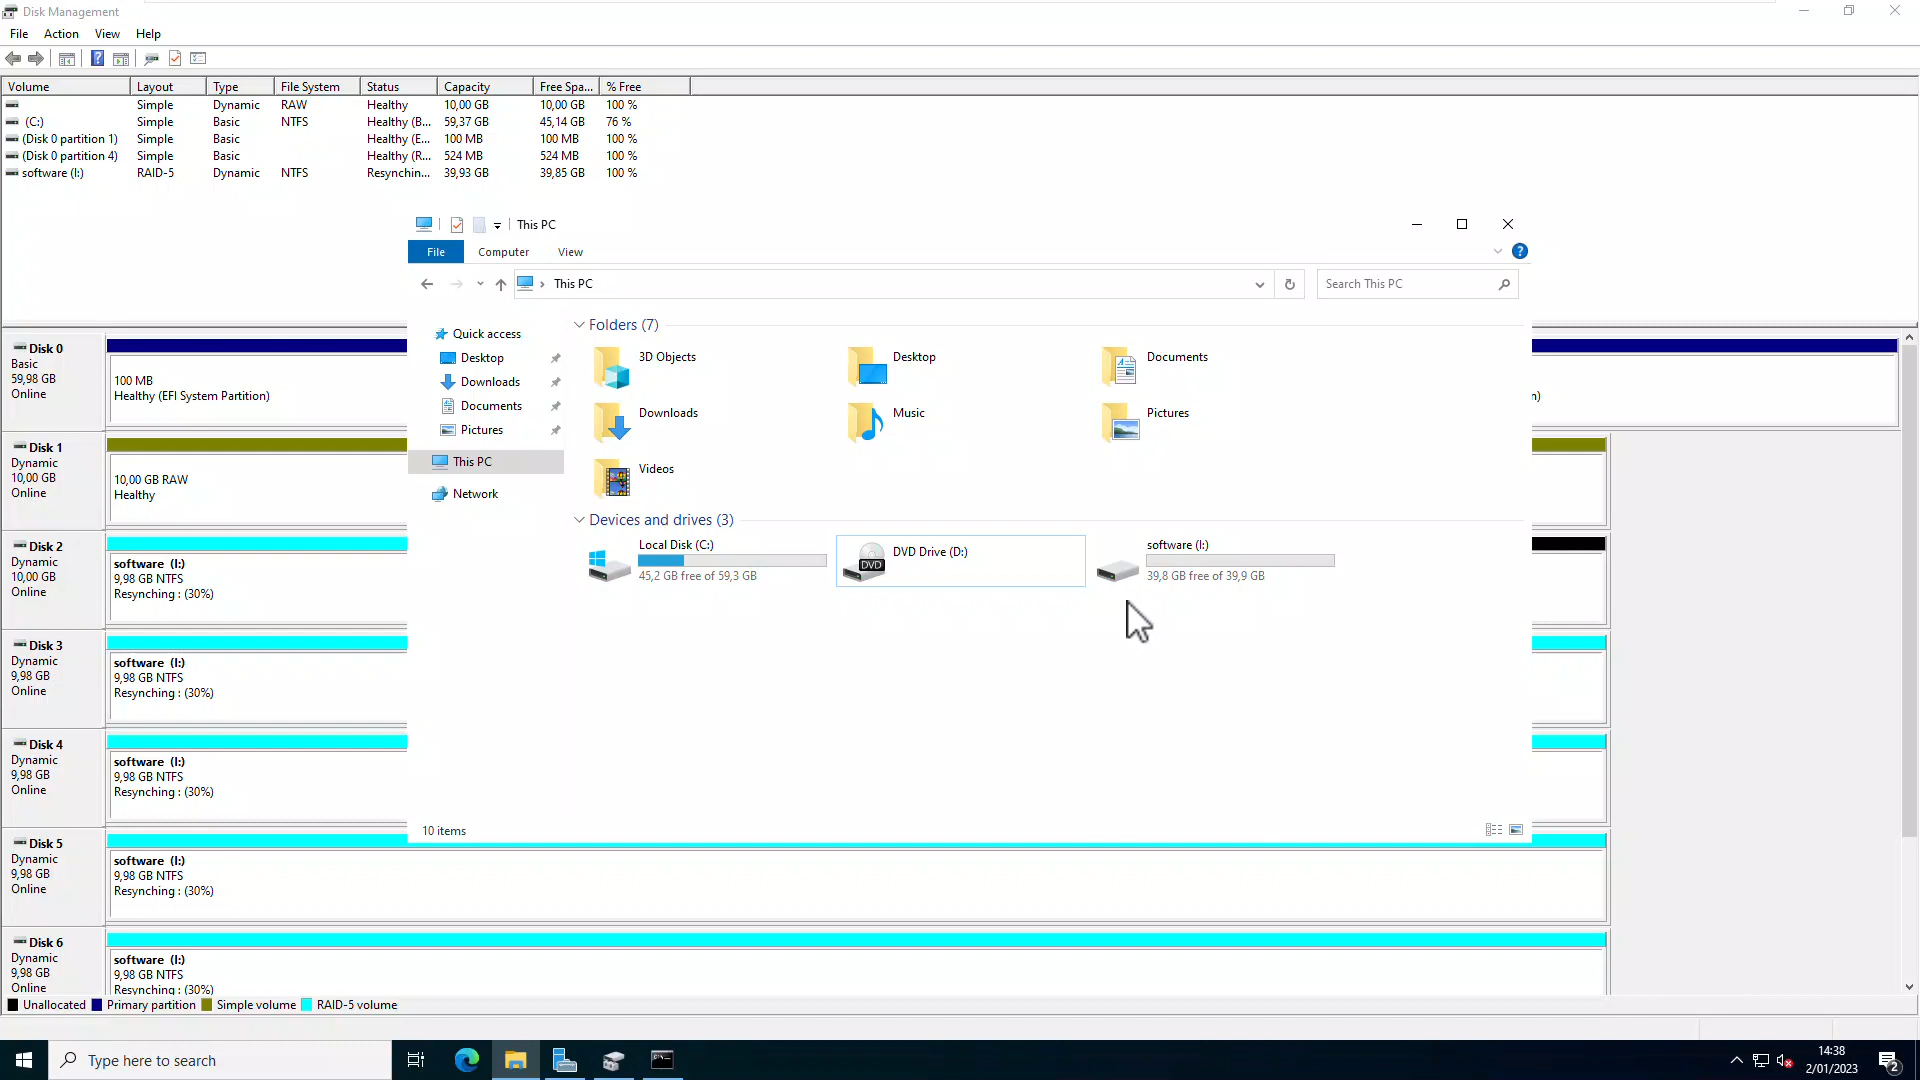 Disk Management
File Action View Help
Volume Layout Type File System Status Capacity Free Spa... % Free
Simple Dynamic RAW Healthy 10,00 GB 10,00 GB 100 %
(C:) Simple Basic NTFS Healthy (B... 59,37 GB 45,14 GB 76 %
(Disk 0 partition 1) Simple Basic Healthy (E... 100 MB 100 MB 100 %
(Disk 0 partition 4) Simple Basic Healthy (R... 524 MB 524 MB 100 %
software (I:) RAID-5 Dynamic NTFS Resynchin... 39,93 GB 39,85 GB 100 %
This PC
File Computer View
This PC
Search This PC
Quick access
Desktop
Downloads
Documents
Pictures
This PC
Network
Folders (7)
3D Objects
Desktop
Documents
Downloads
Music
Pictures
Videos
Devices and drives (3)
Local Disk (C:)
45,2 GB free of 59,3 GB
DVD Drive (D:)
DVD
software (I:)
39,8 GB free of 39,9 GB
10 items
Disk 0
Basic
59,98 GB
Online
100 MB
Healthy (EFI System Partition)
n)
Disk 1
Dynamic
10,00 GB
Online
10,00 GB RAW
Healthy
Disk 2
Dynamic
10,00 GB
Online
software (I:)
9,98 GB NTFS
Resynching : (30%)
Disk 3
Dynamic
9,98 GB
Online
software (I:)
9,98 GB NTFS
Resynching : (30%)
Disk 4
Dynamic
9,98 GB
Online
software (I:)
9,98 GB NTFS
Resynching : (30%)
Disk 5
Dynamic
9,98 GB
Online
software (I:)
9,98 GB NTFS
Resynching : (30%)
Disk 6
Dynamic
9,98 GB
Online
software (I:)
9,98 GB NTFS
Resynching : (30%)
Unallocated Primary partition Simple volume RAID-5 volume
Type here to search
14:38
2/01/2023
2